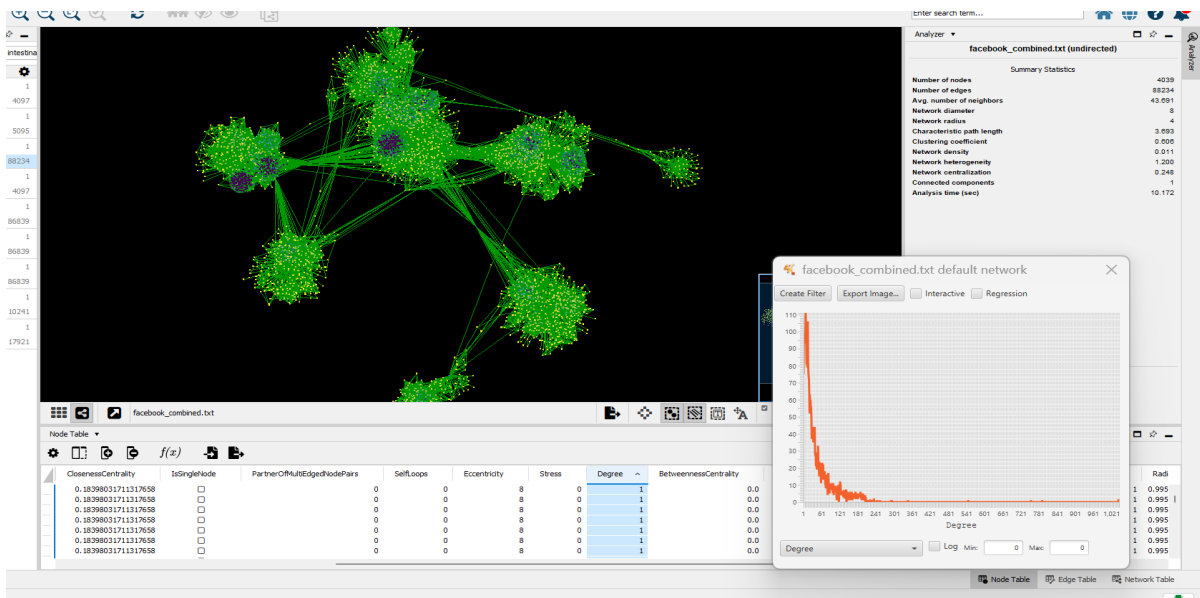 Enter search term...
intestina
1
4097
1
5095
1
88234
1
4097
1
86839
1
86839
1
86839
1
10241
1
17921
Analyzer
Analyzer
facebook_combined.txt (undirected)
Summary Statistics
Number of nodes 4039
Number of edges 88234
Avg. number of neighbors 43.691
Network diameter 8
Network radius 4
Characteristic path length 3.693
Clustering coefficient 0.606
Network density 0.011
Network heterogeneity 1.200
Network centralization 0.248
Connected components 1
Analysis time (sec) 10.172
facebook_combined.txt default network
Create Filter Export Image... Interactive Regression
110
100
90
80
70
60
50
40
30
20
10
0
1 61 121 181 241 301 361 421 481 541 601 661 721 781 841 901 961 1,021
Degree
Degree Log Min: 0 Max: 0
facebook_combined.txt
Node Table
f(x)
ClosenessCentrality IsSingleNode PartnerOfMultiEdgedNodePairs SelfLoops Eccentricity Stress Degree BetweennessCentrality Radi
0.18398031711317658 0 0 8 0 1 0.0 1 0.995
0.18398031711317658 0 0 8 0 1 0.0 1 0.995
0.18398031711317658 0 0 8 0 1 0.0 1 0.995
0.18398031711317658 0 0 8 0 1 0.0 1 0.995
0.18398031711317658 0 0 8 0 1 0.0 1 0.995
0.18398031711317658 0 0 8 0 1 0.0 1 0.995
0.18398031711317658 0 0 8 0 1 0.0 1 0.995
Node Table Edge Table Network Table